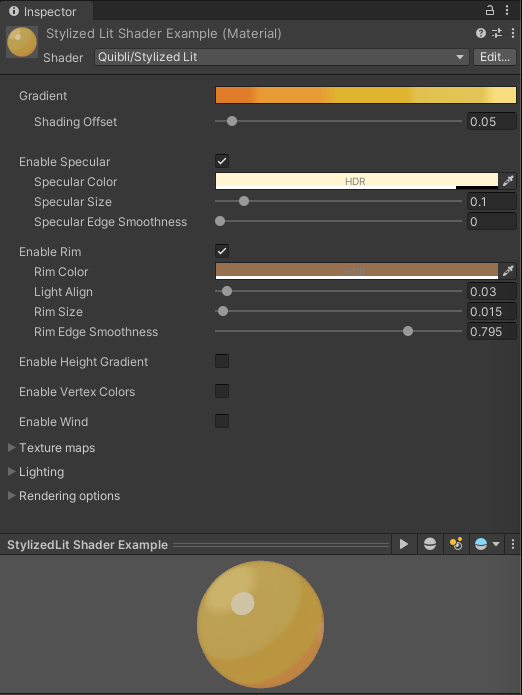 Inspector
Stylized Lit Shader Example (Material)
Shader Quibli/Stylized Lit Edit...
Gradient
Shading Offset 0.05
Enable Specular
Specular Color HDR
Specular Size 0.1
Specular Edge Smoothness 0
Enable Rim
Rim Color
Light Align 0.03
Rim Size 0.015
Rim Edge Smoothness 0.795
Enable Height Gradient
Enable Vertex Colors
Enable Wind
Texture maps
Lighting
Rendering options
StylizedLit Shader Example